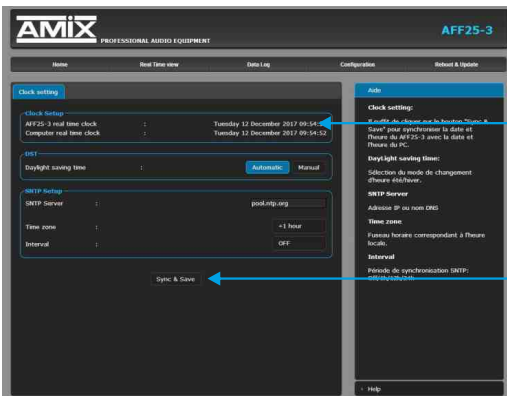 AMIX PROFESSIONAL AUDIO EQUIPMENT
AFF25-3
Home Real Time view Data Log Configuration Reboot & Update
Clock setting
Clock Setup
AFF25-3 real time clock : Tuesday 12 December 2017 09:54:
Computer real time clock : Tuesday 12 December 2017 09:54:52
DST
Daylight saving time : Automatic Manual
SNTP Setup
SNTP Server : pool.ntp.org
Time zone : +1 hour
Interval : OFF
Sync & Save
Aide
Clock setting:
Il suffit de cliquer sur le bouton "Sync &
Save" pour synchroniser la date et
l'heure du AFF25-3 avec la date et
l'heure du PC.
DayLight saving time:
Sélection du mode de changement
d'heure été/hiver.
SNTP Server
Adresse IP ou nom DNS
Time zone
Fuseau horaire correspondant à l'heure
locale.
Interval
Période de synchronisation SNTP:
Help